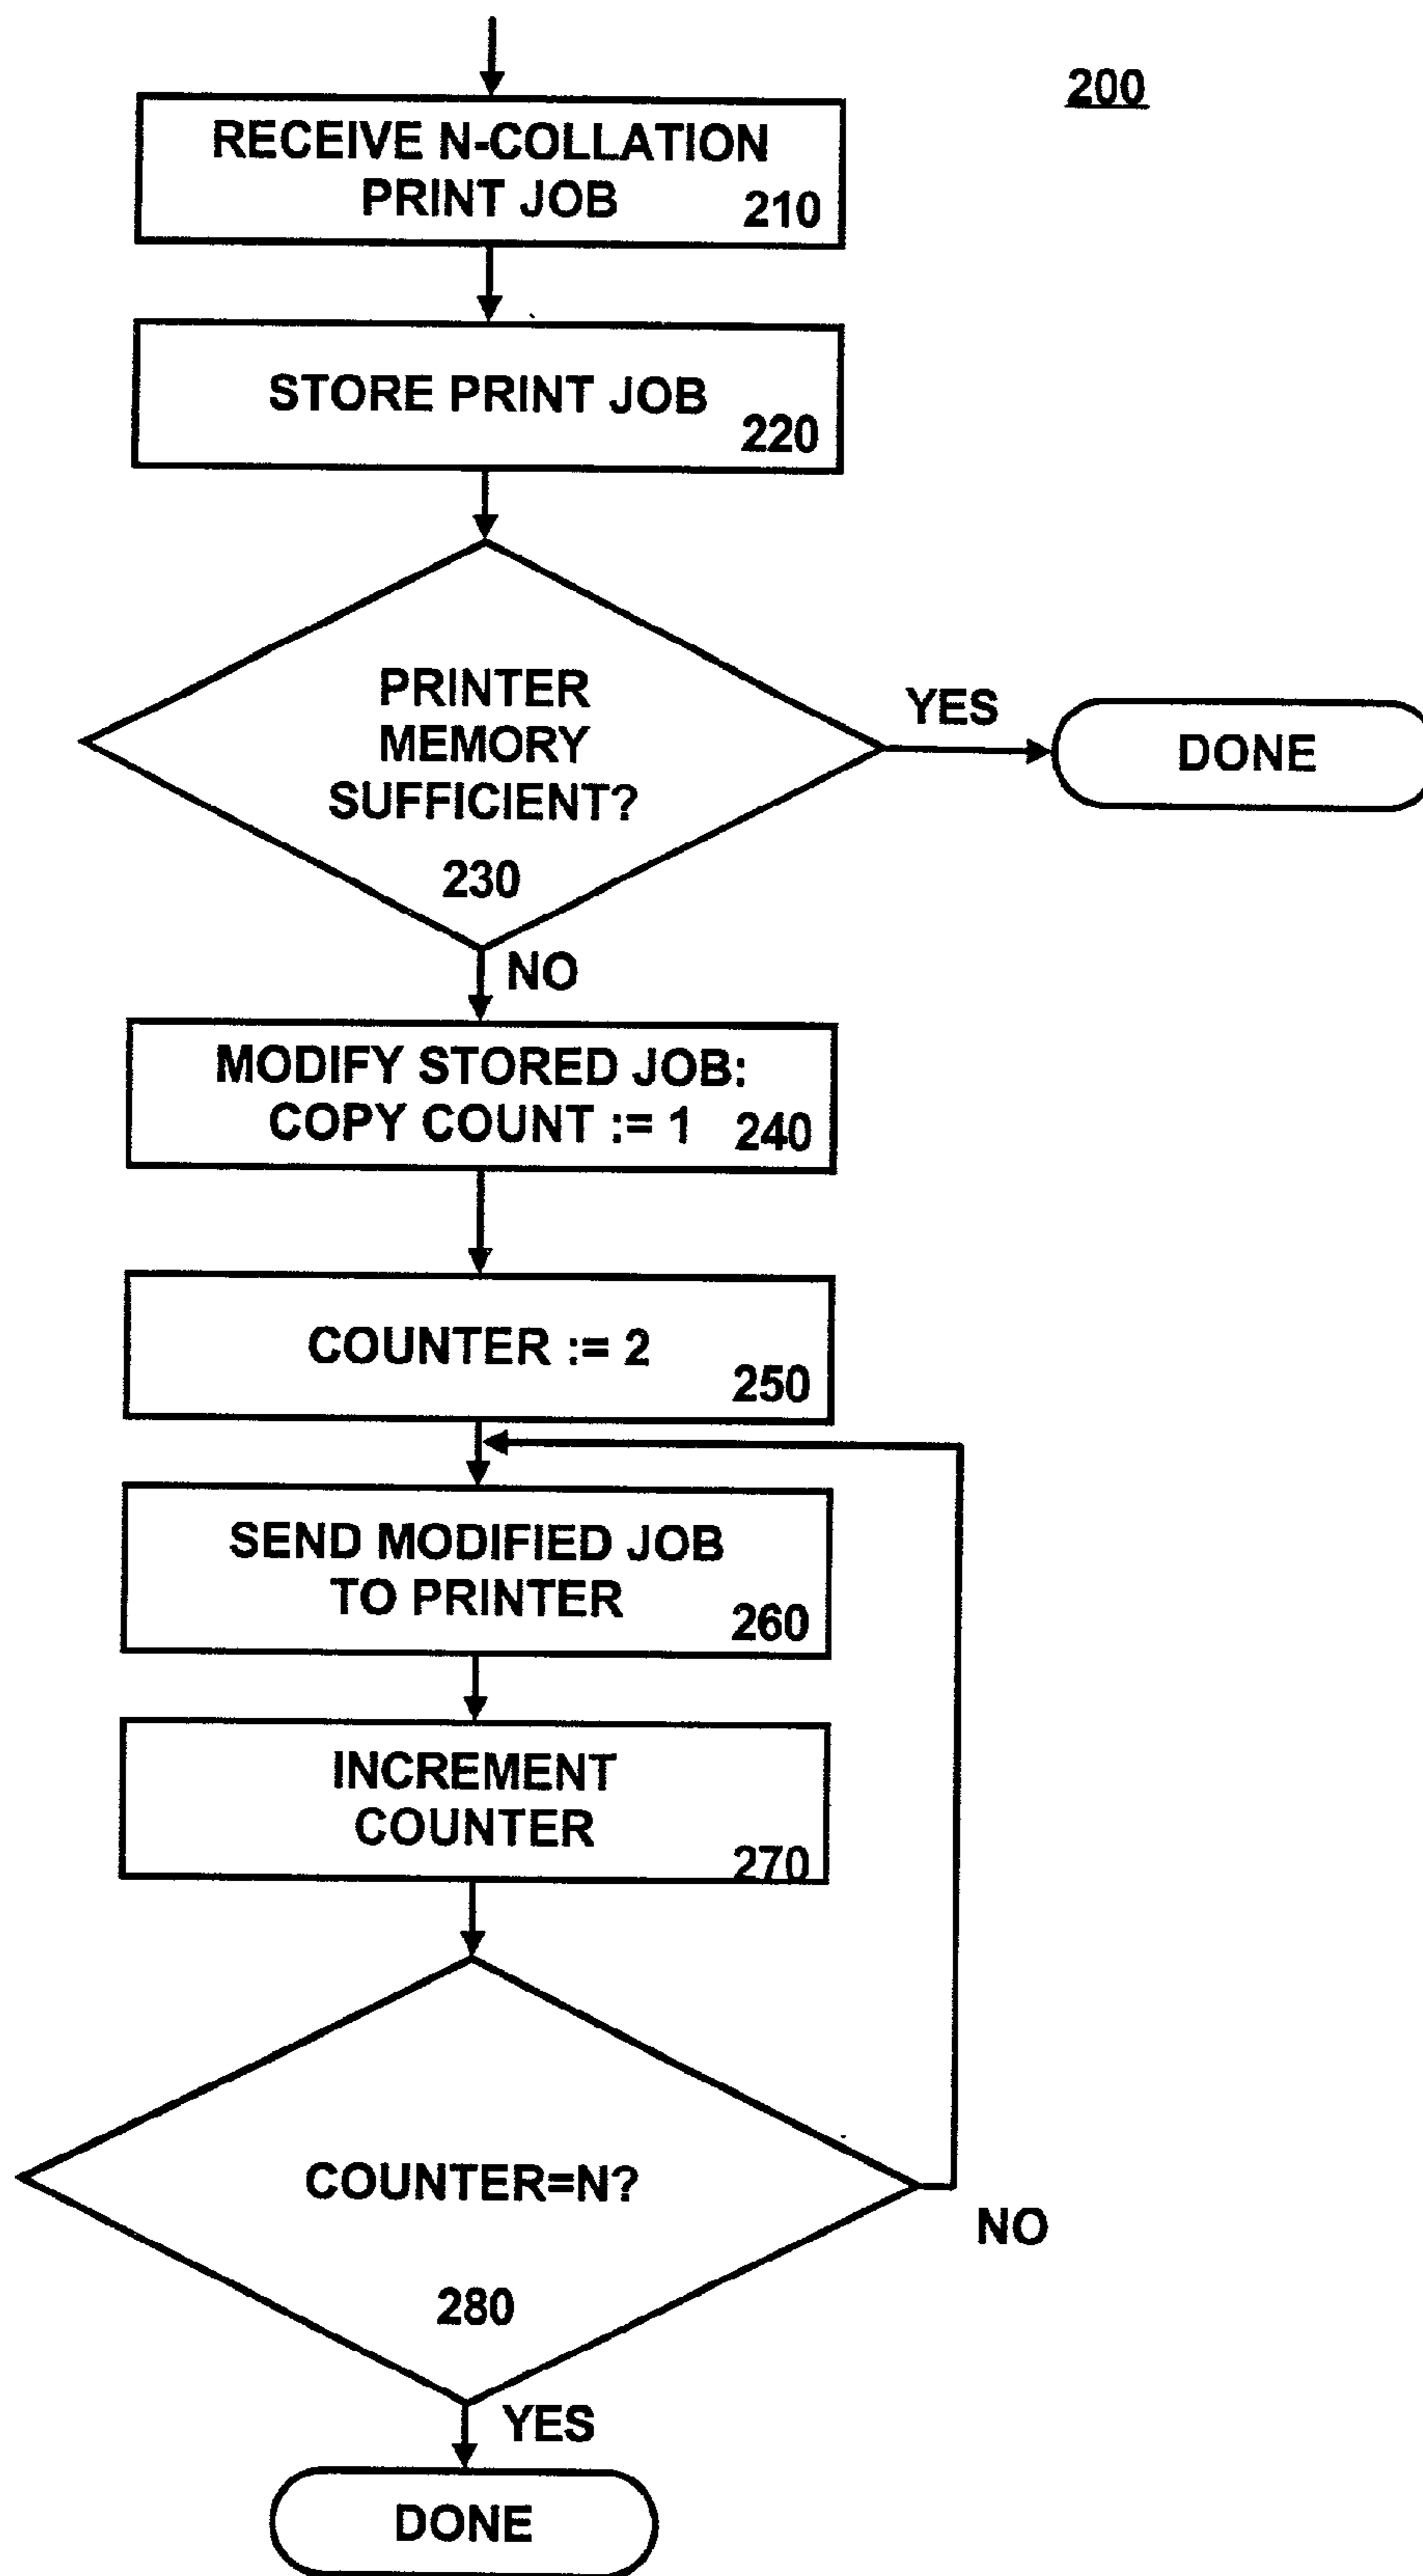 200
RECEIVE N-COLLATION
PRINT JOB
210
STORE PRINT JOB
220
PRINTER
MEMORY
SUFFICIENT?
230
YES
DONE
NO
MODIFY STORED JOB:
COPY COUNT := 1
240
COUNTER := 2
250
SEND MODIFIED JOB
TO PRINTER
260
INCREMENT
COUNTER
270
COUNTER=N?
280
NO
YES
DONE